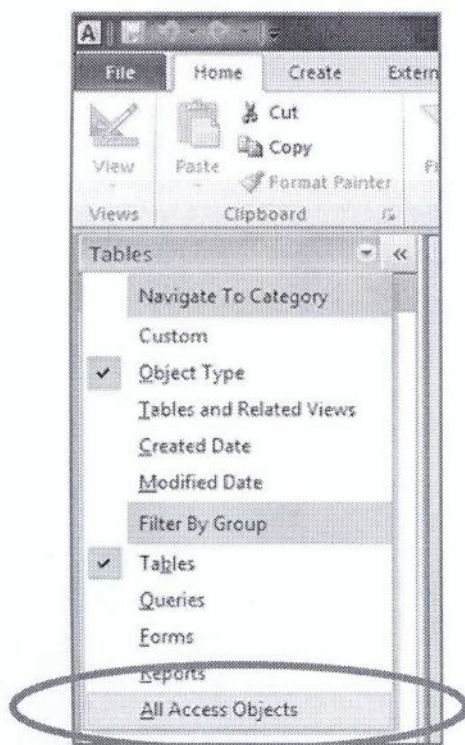 A
File Home Create Extern
View Paste Cut
Copy
Format Painter
Views Clipboard
Tables «
Navigate To Category
Custom
Object Type
Tables and Related Views
Created Date
Modified Date
Filter By Group
Tables
Queries
Forms
Reports
All Access Objects